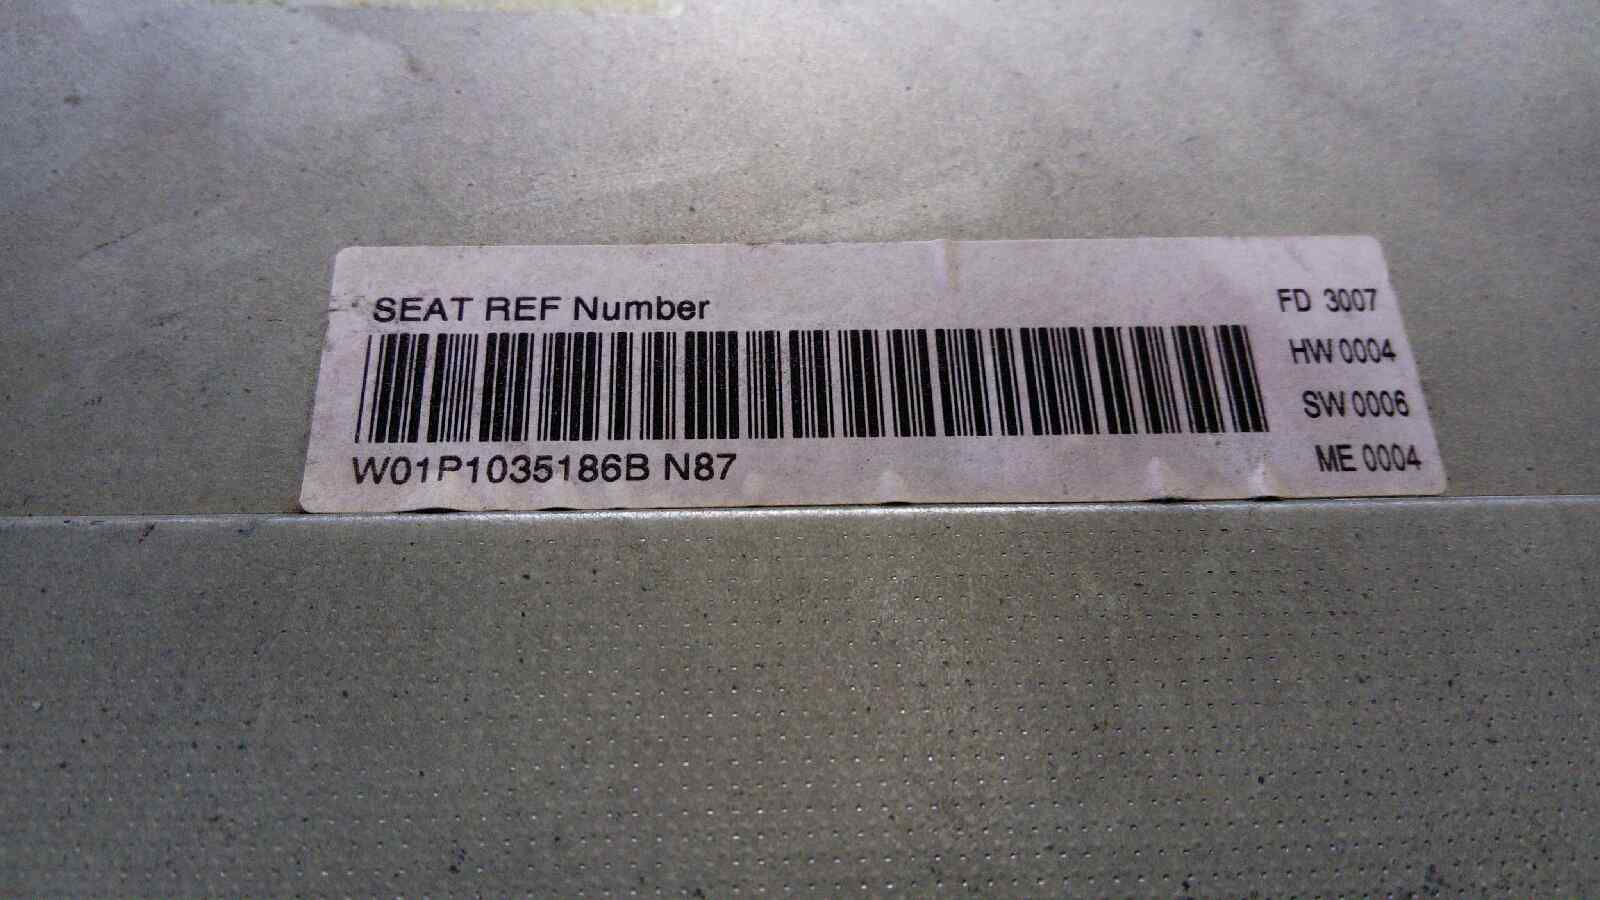 SEAT REF Number
W01P1035186B N87
FD 3007
HW 0004
SW 0006
ME 0004